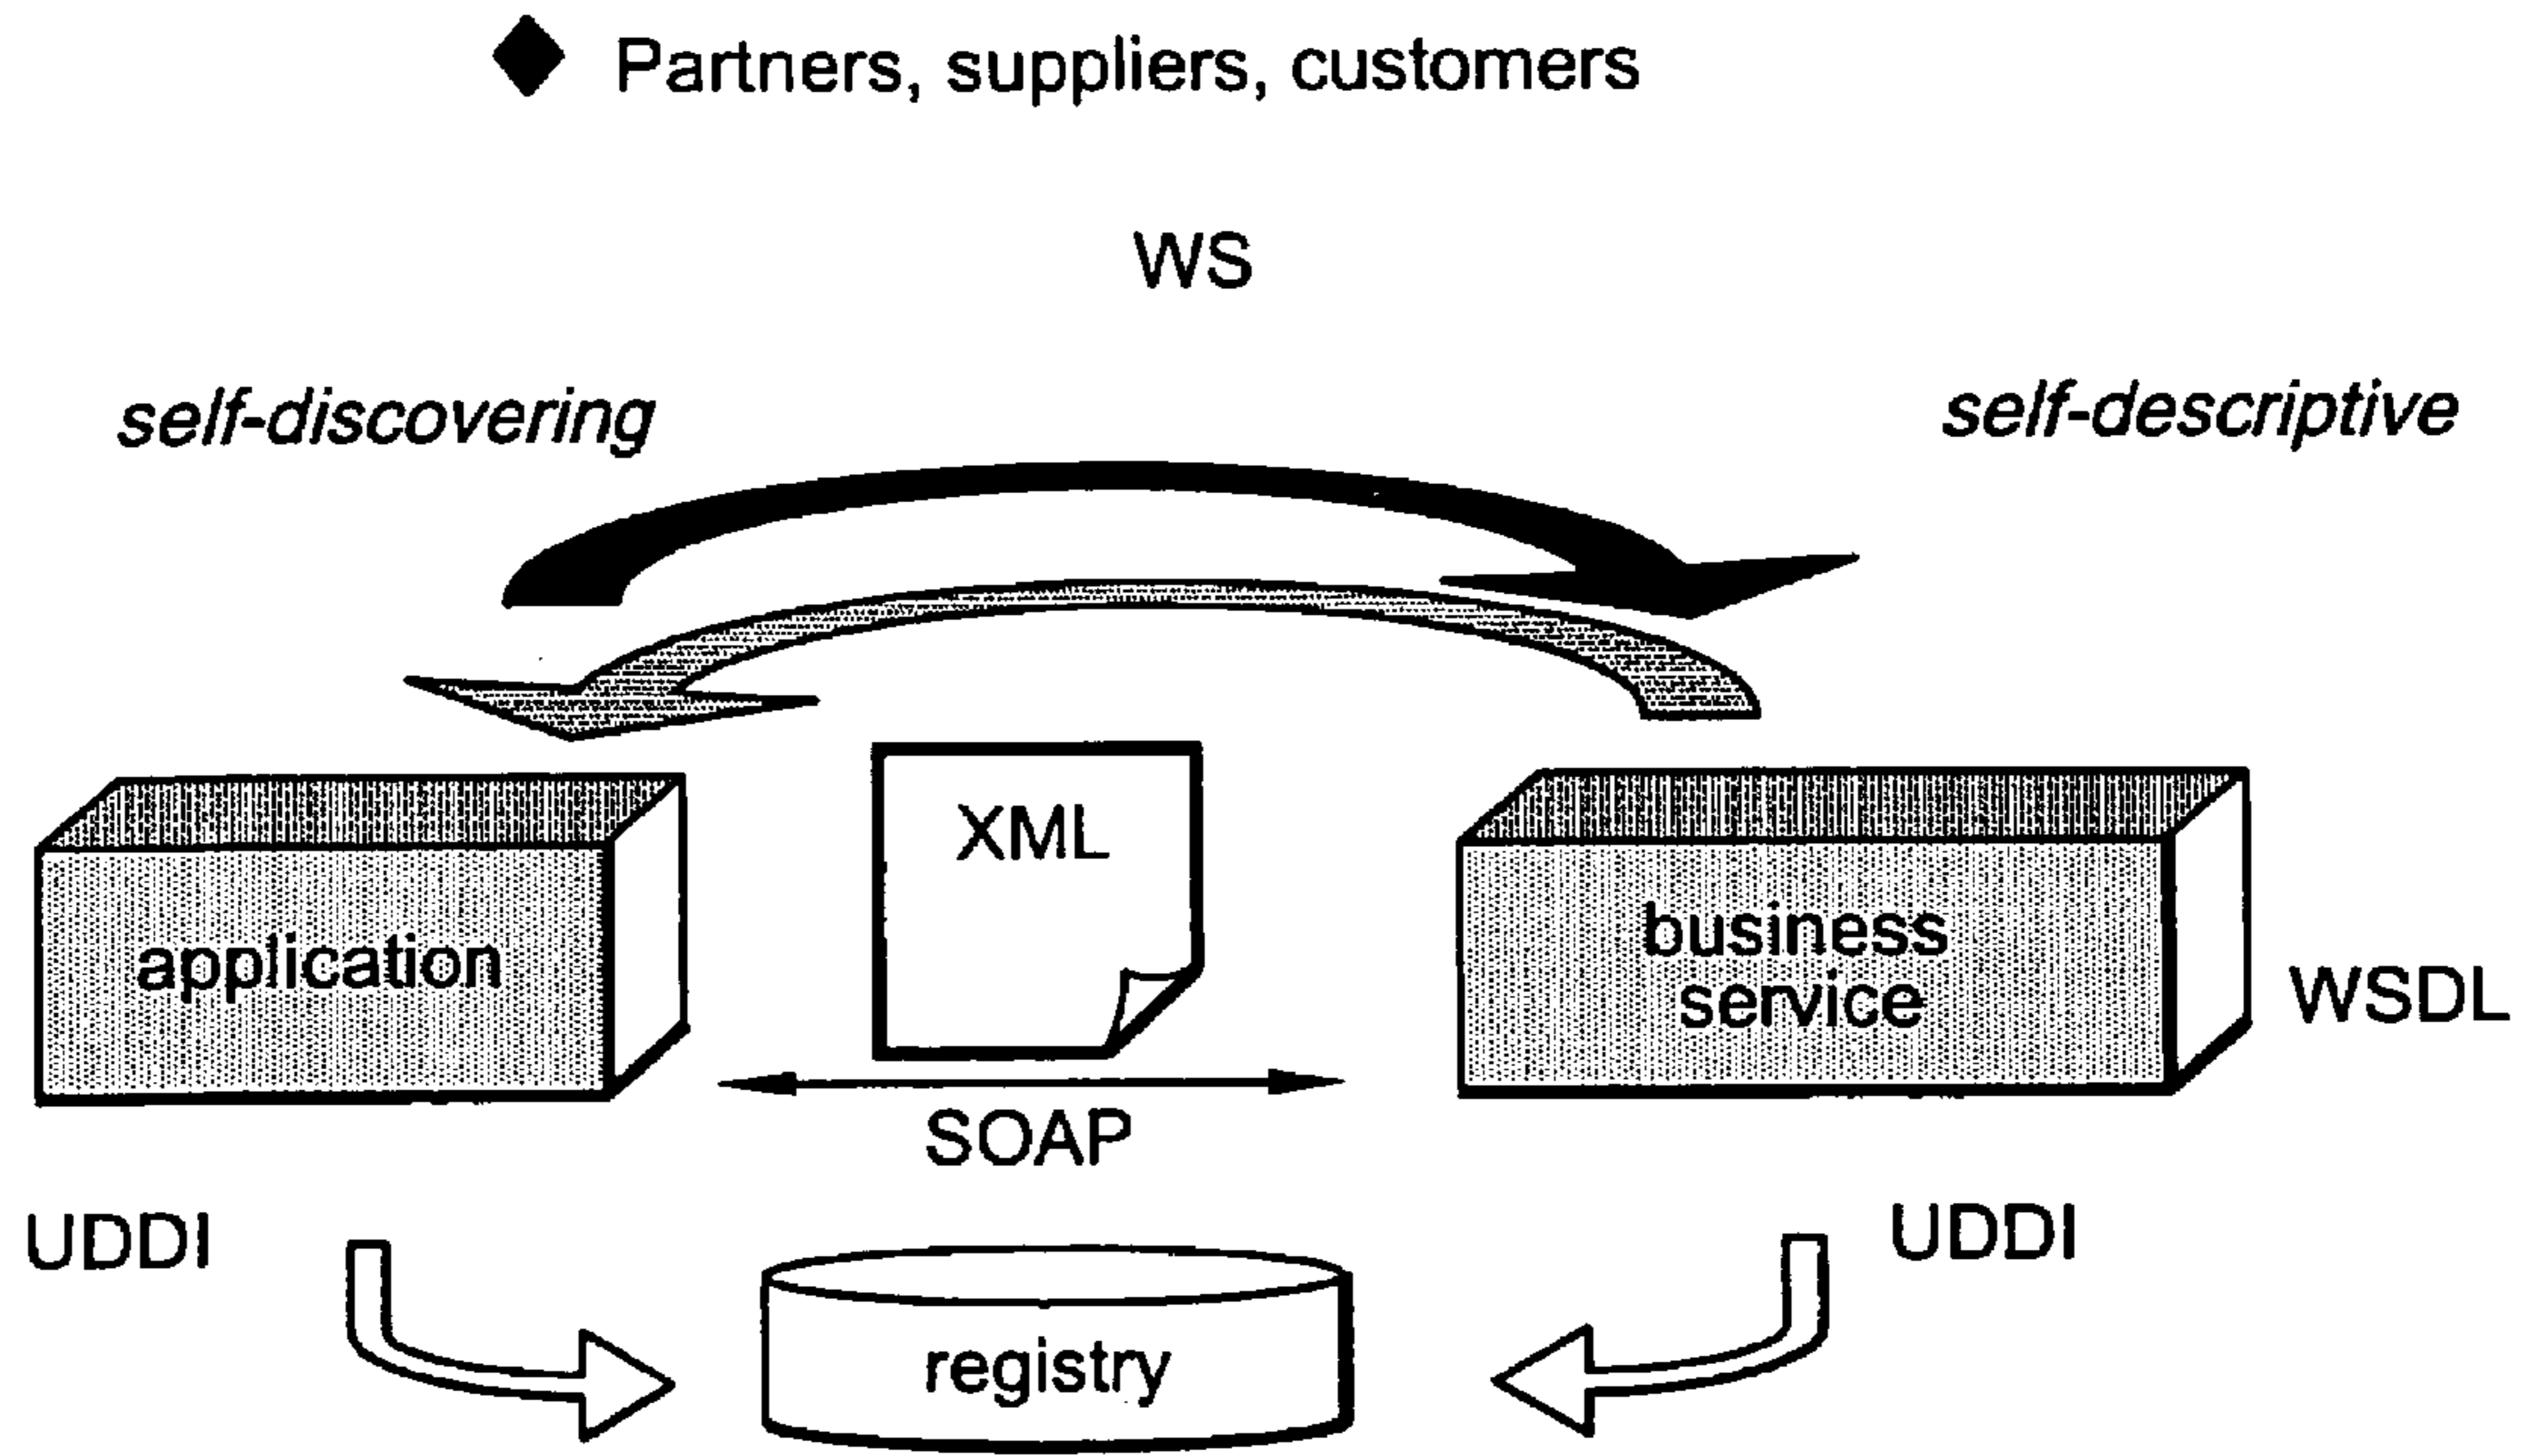 Partners, suppliers, customers
WS
self-discovering
self-descriptive
XML
application
business
service
WSDL
SOAP
UDDI
UDDI
registry